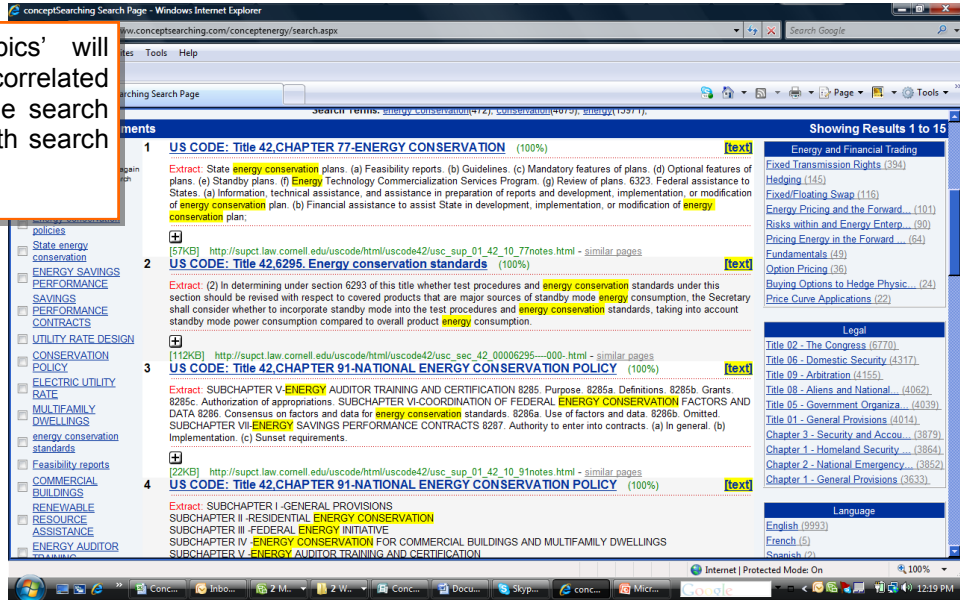 conceptSearching Search Page - Windows Internet Explorer
ww.conceptsearching.com/conceptenergy/search.aspx
Search Google
pics' will
correlated
e search
th search
Tools Help
arching Search Page
Page
Tools
Search Terms: energy conservation(472), conservation(4675), energy(15971),
ments
Showing Results 1 to 15
again
rch
policies
State energy
conservation
ENERGY SAVINGS
PERFORMANCE
SAVINGS
PERFORMANCE
CONTRACTS
UTILITY RATE DESIGN
CONSERVATION
POLICY
ELECTRIC UTILITY
RATE
MULTIFAMILY
DWELLINGS
energy conservation
standards
Feasibility reports
COMMERCIAL
BUILDINGS
RENEWABLE
RESOURCE
ASSISTANCE
ENERGY AUDITOR
TRAINING
1 US CODE: Title 42,CHAPTER 77-ENERGY CONSERVATION (100%) [text]
Extract: State energy conservation plans. (a) Feasibility reports. (b) Guidelines. (c) Mandatory features of plans. (d) Optional features of
plans. (e) Standby plans. (f) Energy Technology Commercialization Services Program. (g) Review of plans. 6323. Federal assistance to
States. (a) Information, technical assistance, and assistance in preparation of reports and development, implementation, or modification
of energy conservation plan. (b) Financial assistance to assist State in development, implementation, or modification of energy
conservation plan;
[57KB] http://supct.law.cornell.edu/uscode/html/uscode42/usc_sup_01_42_10_77notes.html - similar pages
2 US CODE: Title 42,6295. Energy conservation standards (100%) [text]
Extract: (2) In determining under section 6293 of this title whether test procedures and energy conservation standards under this
section should be revised with respect to covered products that are major sources of standby mode energy consumption, the Secretary
shall consider whether to incorporate standby mode into the test procedures and energy conservation standards, taking into account
standby mode power consumption compared to overall product energy consumption.
[112KB] http://supct.law.cornell.edu/uscode/html/uscode42/usc_sec_42_00006295----000-.html - similar pages
3 US CODE: Title 42,CHAPTER 91-NATIONAL ENERGY CONSERVATION POLICY (100%) [text]
Extract: SUBCHAPTER V-ENERGY AUDITOR TRAINING AND CERTIFICATION 8285. Purpose. 8285a. Definitions. 8285b. Grants.
8285c. Authorization of appropriations. SUBCHAPTER VI-COORDINATION OF FEDERAL ENERGY CONSERVATION FACTORS AND
DATA 8286. Consensus on factors and data for energy conservation standards. 8286a. Use of factors and data. 8286b. Omitted.
SUBCHAPTER VII-ENERGY SAVINGS PERFORMANCE CONTRACTS 8287. Authority to enter into contracts. (a) In general. (b)
Implementation. (c) Sunset requirements.
[22KB] http://supct.law.cornell.edu/uscode/html/uscode42/usc_sup_01_42_10_91notes.html - similar pages
4 US CODE: Title 42,CHAPTER 91-NATIONAL ENERGY CONSERVATION POLICY (100%) [text]
Extract: SUBCHAPTER I -GENERAL PROVISIONS
SUBCHAPTER II -RESIDENTIAL ENERGY CONSERVATION
SUBCHAPTER III -FEDERAL ENERGY INITIATIVE
SUBCHAPTER IV -ENERGY CONSERVATION FOR COMMERCIAL BUILDINGS AND MULTIFAMILY DWELLINGS
SUBCHAPTER V -ENERGY AUDITOR TRAINING AND CERTIFICATION
Energy and Financial Trading
Fixed Transmission Rights (394)
Hedging (145)
Fixed/Floating Swap (116)
Energy Pricing and the Forward... (101)
Risks within and Energy Enterp... (90)
Pricing Energy in the Forward ... (64)
Fundamentals (49)
Option Pricing (36)
Buying Options to Hedge Physic... (24)
Price Curve Applications (22)
Legal
Title 02 - The Congress (6770)
Title 06 - Domestic Security (4317)
Title 09 - Arbitration (4155)
Title 08 - Aliens and National... (4062)
Title 05 - Government Organiza... (4039)
Title 01 - General Provisions (4014)
Chapter 3 - Security and Accou... (3879)
Chapter 1 - Homeland Security ... (3864)
Chapter 2 - National Emergency... (3852)
Chapter 1 - General Provisions (3633)
Language
English (9993)
French (5)
Spanish (2)
Internet | Protected Mode: On 100%
Conc... Inbo... 2 M... 2 W... Conc... Docu... Skyp... conc... Micr... Google 12:19 PM